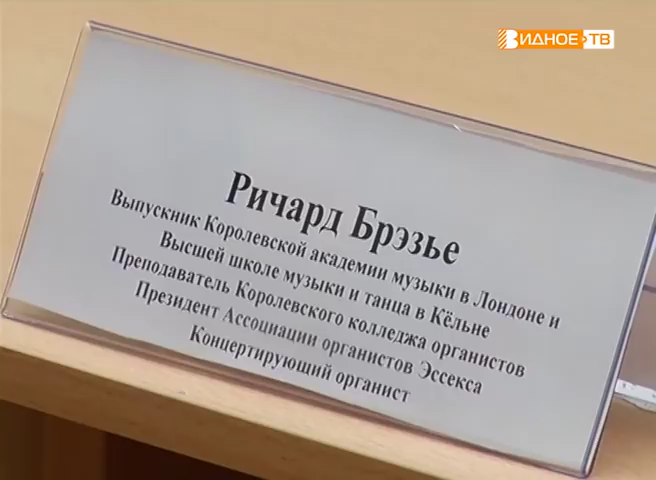 ВИДНОЕ ТВ
Ричард Брэзье
Выпускник Королевской академии музыки в Лондоне и
Высшей школе музыки и танца в Кёльне
Преподаватель Королевского колледжа органистов
Президент Ассоциации органистов Эссекса
Концертирующий органист